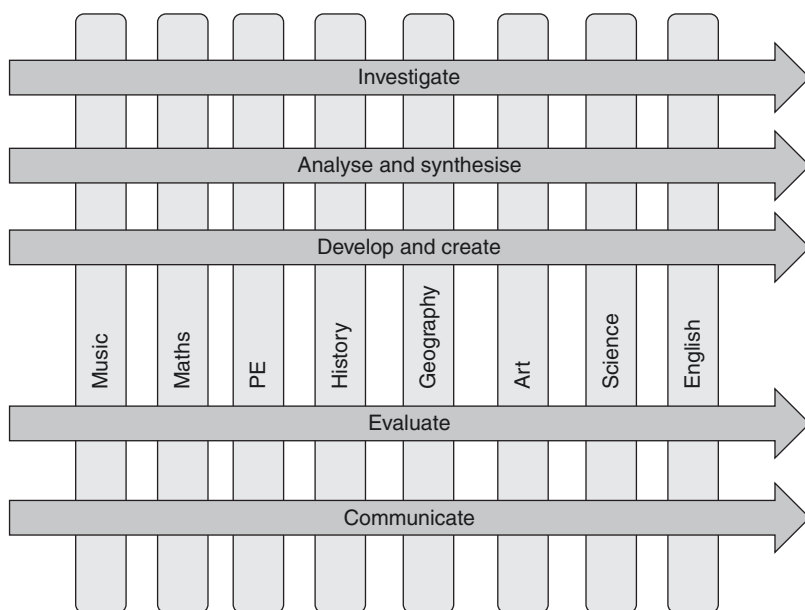 Investigate
Analyse and synthesise
Develop and create
Music
Maths
PE
History
Geography
Art
Science
English
Evaluate
Communicate